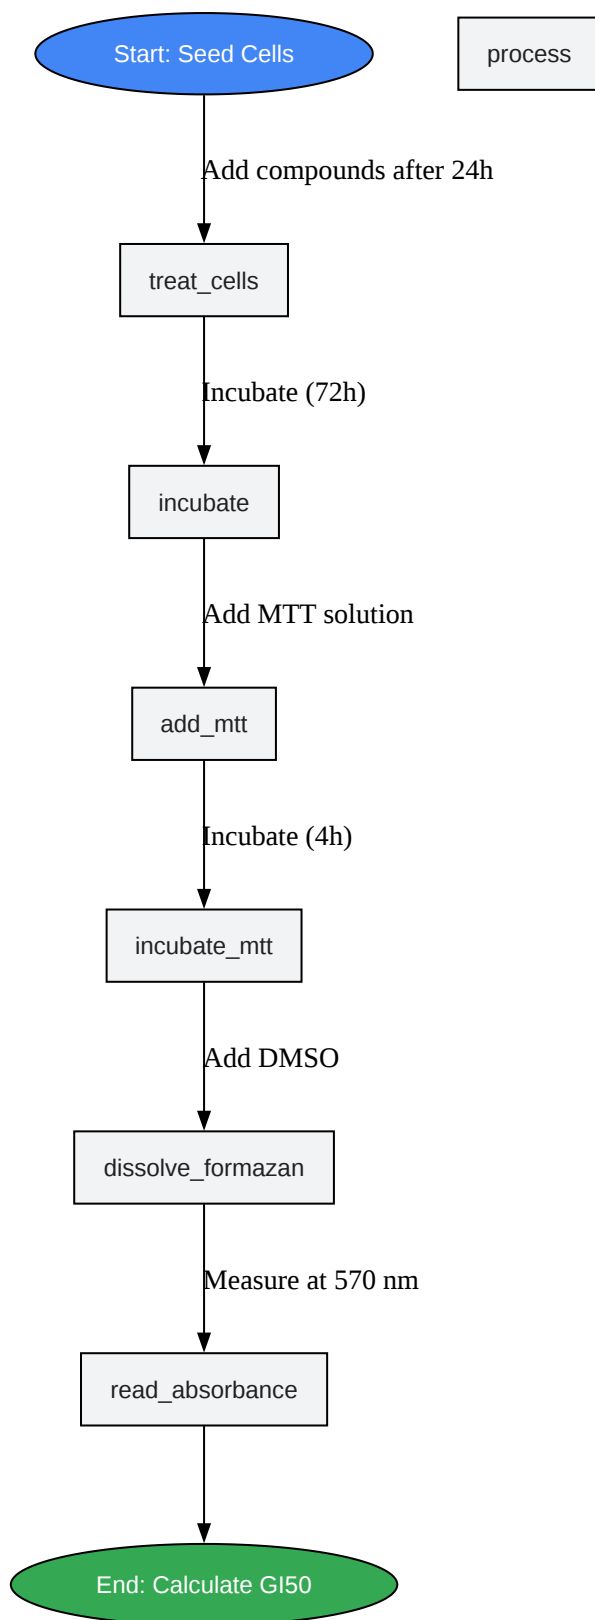 Start: Seed Cells
process
Add compounds after 24h
treat_cells
Incubate (72h)
incubate
Add MTT solution
add_mtt
Incubate (4h)
incubate_mtt
Add DMSO
dissolve_formazan
Measure at 570 nm
read_absorbance
End: Calculate GI50